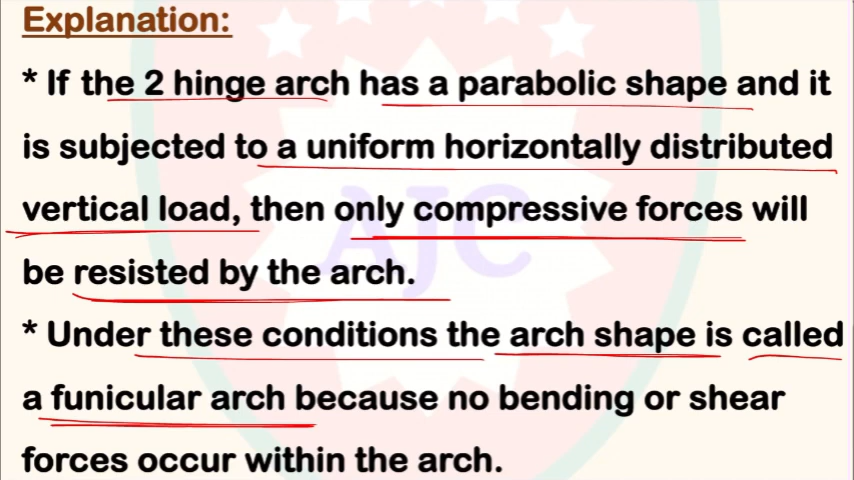 Explanation:
* If the 2 hinge arch has a parabolic shape and it
is subjected to a uniform horizontally distributed
vertical load, then only compressive forces will
be resisted by the arch.
* Under these conditions the arch shape is called
a funicular arch because no bending or shear
forces occur within the arch.
AJC